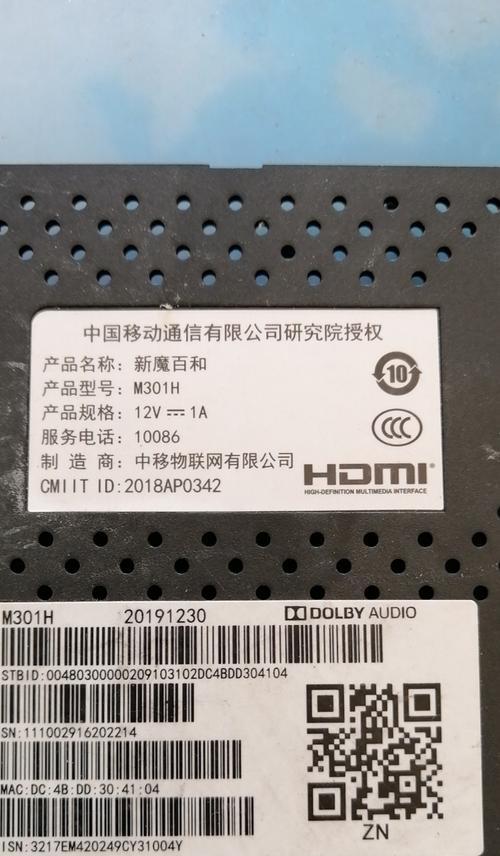 中国移动通信有限公司研究院授权
产品名称：新魔百和
产品型号：M301H
产品规格：12V⎓1A
服务电话：10086
制 造 商：中移物联网有限公司
CMIIT ID:2018AP0342
10
CCC
HDMI
HIGH-DEFINITION MULTIMEDIA INTERFACE
M301H 20191230 DOLBY AUDIO
STBID:00480300000209103102DC4BDD304104
SN:111002916202214
MAC:DC:4B:DD:30:41:04
ISN:3217EM420249CY31004Y
ZN